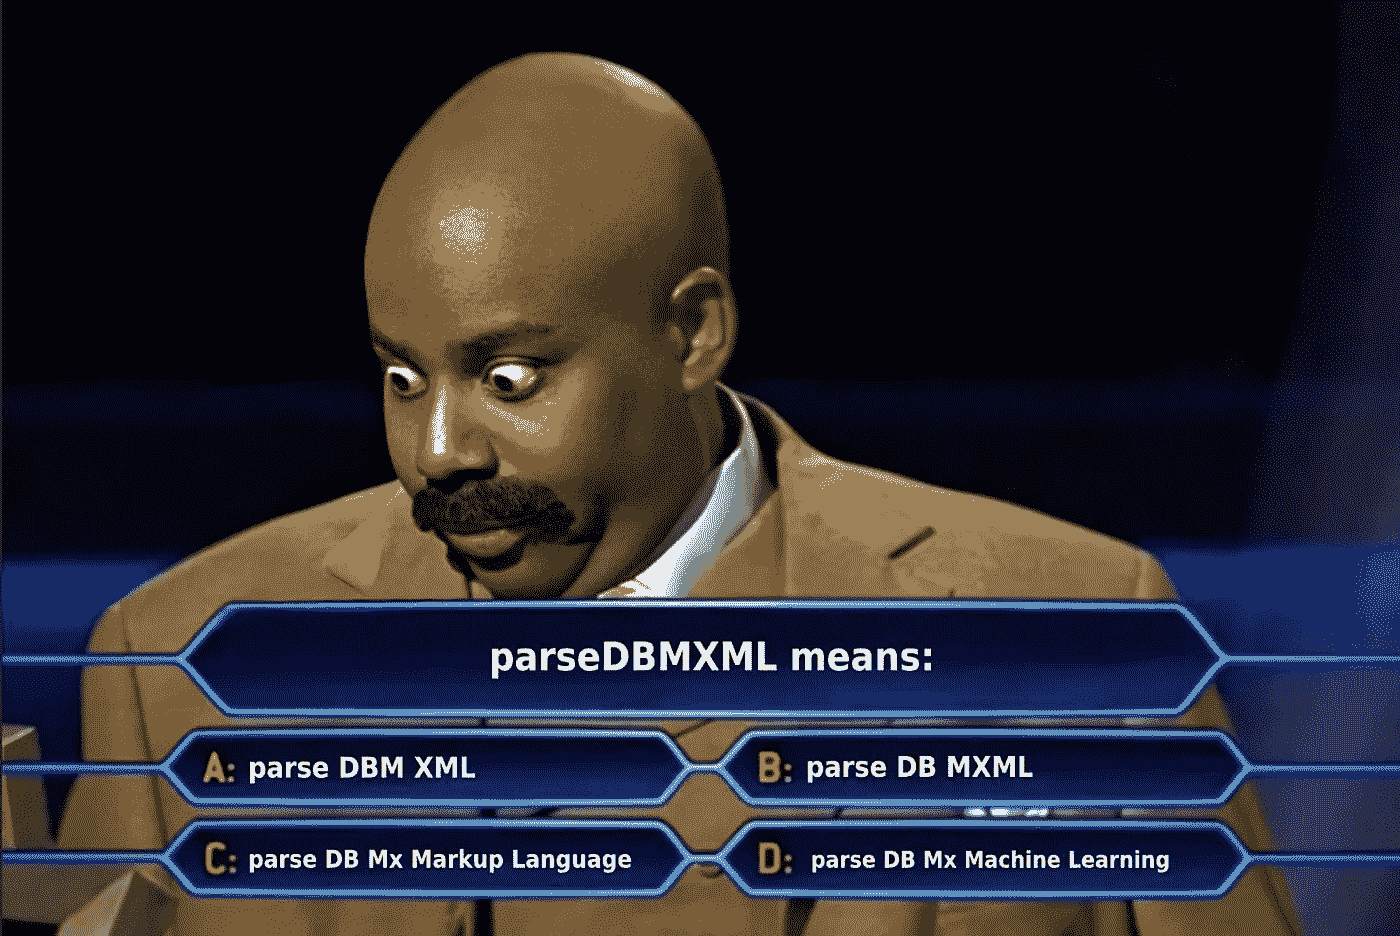 parseDBMXML means:
A: parse DBM XML
B: parse DB MXML
C: parse DB Mx Markup Language
D: parse DB Mx Machine Learning